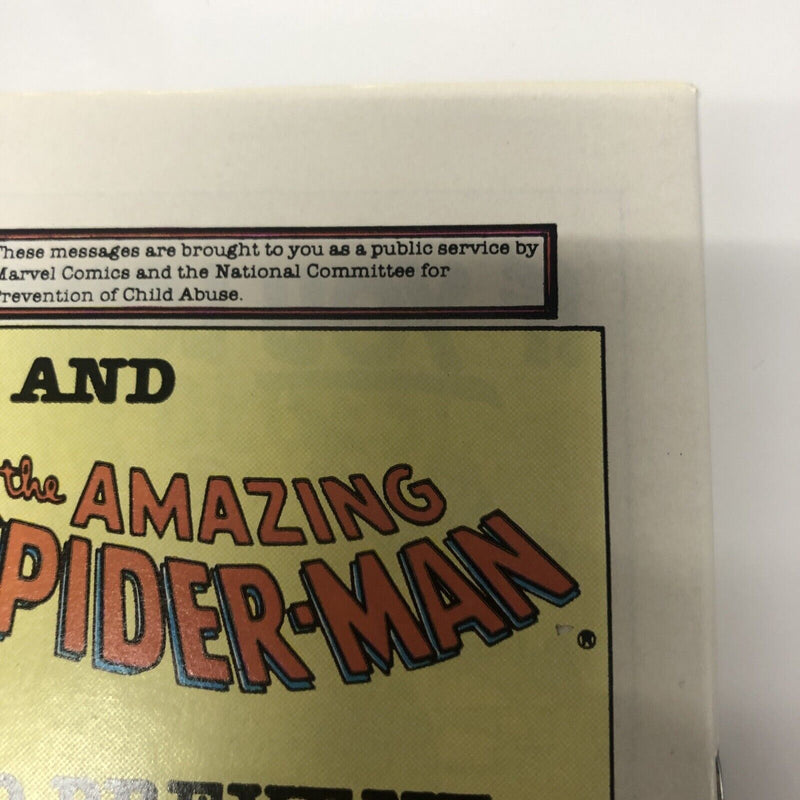 These messages are brought to you as a public service by
Marvel Comics and the National Committee for
Prevention of Child Abuse.
AND
the AMAZING
SPIDER-MAN
®